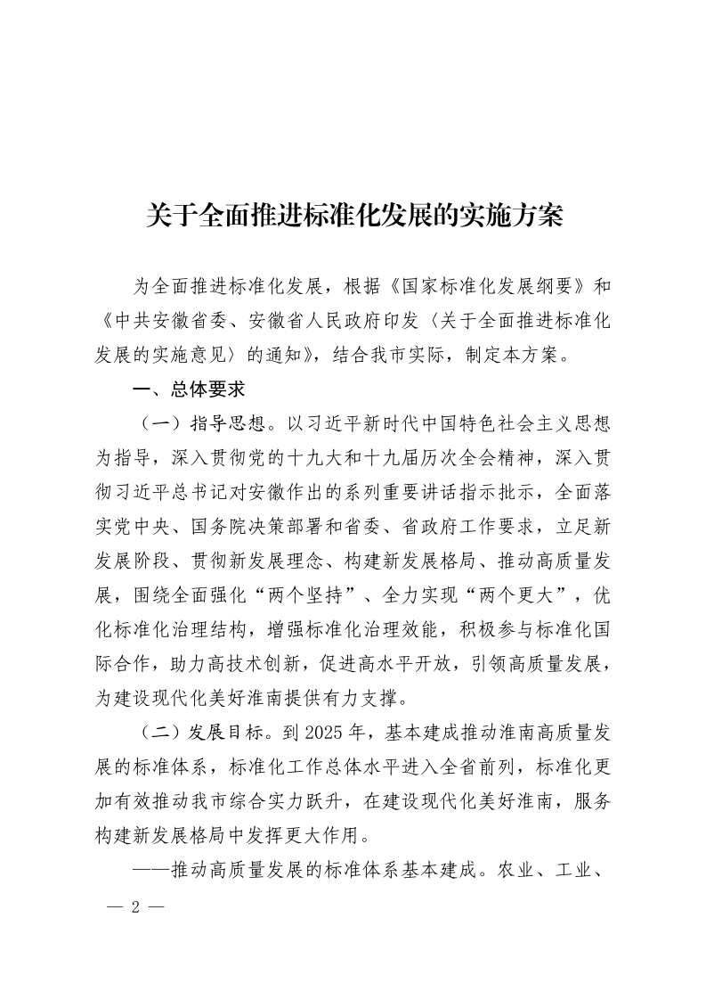 关于全面推进标准化发展的实施方案
为全面推进标准化发展，根据《国家标准化发展纲要》和
《中共安徽省委、安徽省人民政府印发〈关于全面推进标准化
发展的实施意见〉的通知》，结合我市实际，制定本方案。
一、总体要求
（一）指导思想。以习近平新时代中国特色社会主义思想
为指导，深入贯彻党的十九大和十九届历次全会精神，深入贯
彻习近平总书记对安徽作出的系列重要讲话指示批示，全面落
实党中央、国务院决策部署和省委、省政府工作要求，立足新
发展阶段、贯彻新发展理念、构建新发展格局、推动高质量发
展，围绕全面强化“两个坚持”、全力实现“两个更大”，优
化标准化治理结构，增强标准化治理效能，积极参与标准化国
际合作，助力高技术创新，促进高水平开放，引领高质量发展，
为建设现代化美好淮南提供有力支撑。
（二）发展目标。到 2025 年，基本建成推动淮南高质量发
展的标准体系，标准化工作总体水平进入全省前列，标准化更
加有效推动我市综合实力跃升，在建设现代化美好淮南，服务
构建新发展格局中发挥更大作用。
——推动高质量发展的标准体系基本建成。农业、工业、
— 2 —